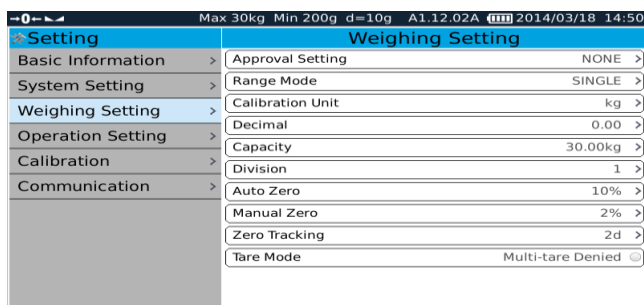 →0← Max 30kg Min 200g d=10g A1.12.02A 2014/03/18 14:50
Setting
Weighing Setting
Basic Information >
System Setting >
Weighing Setting >
Operation Setting >
Calibration >
Communication >
Approval Setting NONE >
Range Mode SINGLE >
Calibration Unit kg >
Decimal 0.00 >
Capacity 30.00kg >
Division 1 >
Auto Zero 10% >
Manual Zero 2% >
Zero Tracking 2d >
Tare Mode Multi-tare Denied